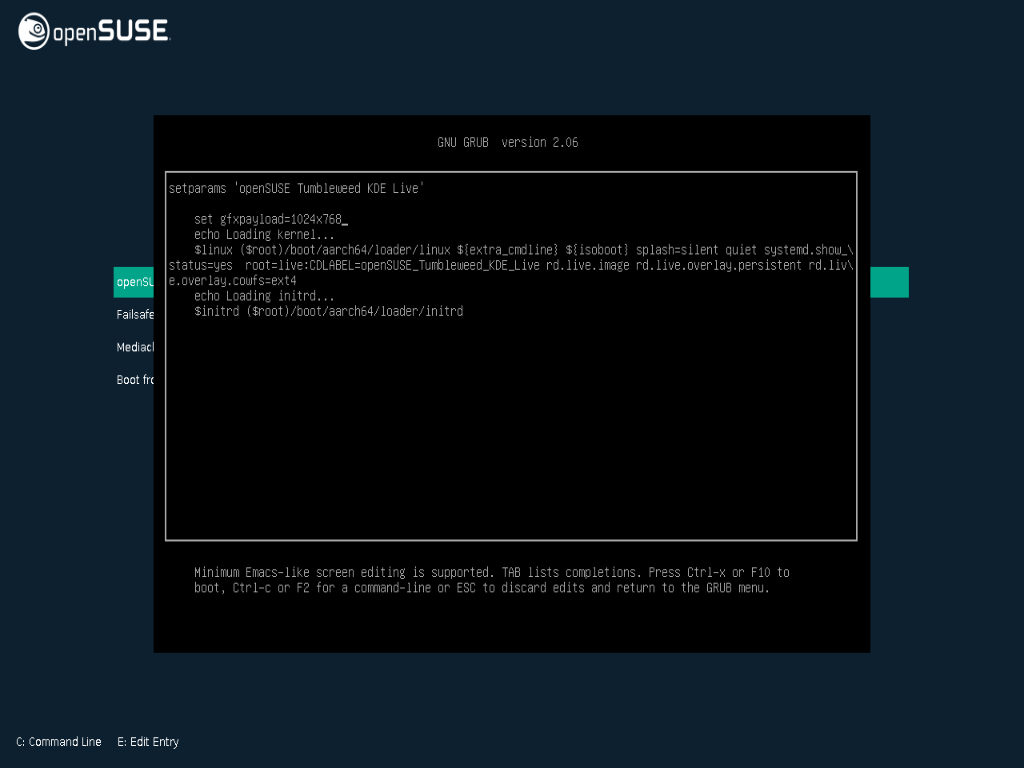 openSUSE
GNU GRUB version 2.06
setparams 'openSUSE Tumbleweed KDE Live'
set gfxpayload=1024x768_
echo Loading kernel...
$linux ($root)/boot/aarch64/loader/linux ${extra_cmdline} ${isoboot} splash=silent quiet systemd.show_\
status=yes  root=live:CDLABEL=openSUSE_Tumbleweed_KDE_Live rd.live.image rd.live.overlay.persistent rd.liv\
e.overlay.cowfs=ext4
echo Loading initrd...
$initrd ($root)/boot/aarch64/loader/initrd
openSU
Failsafe
Mediac
Boot fro
Minimum Emacs-like screen editing is supported. TAB lists completions. Press Ctrl-x or F10 to
boot, Ctrl-c or F2 for a command-line or ESC to discard edits and return to the GRUB menu.
C: Command Line E: Edit Entry